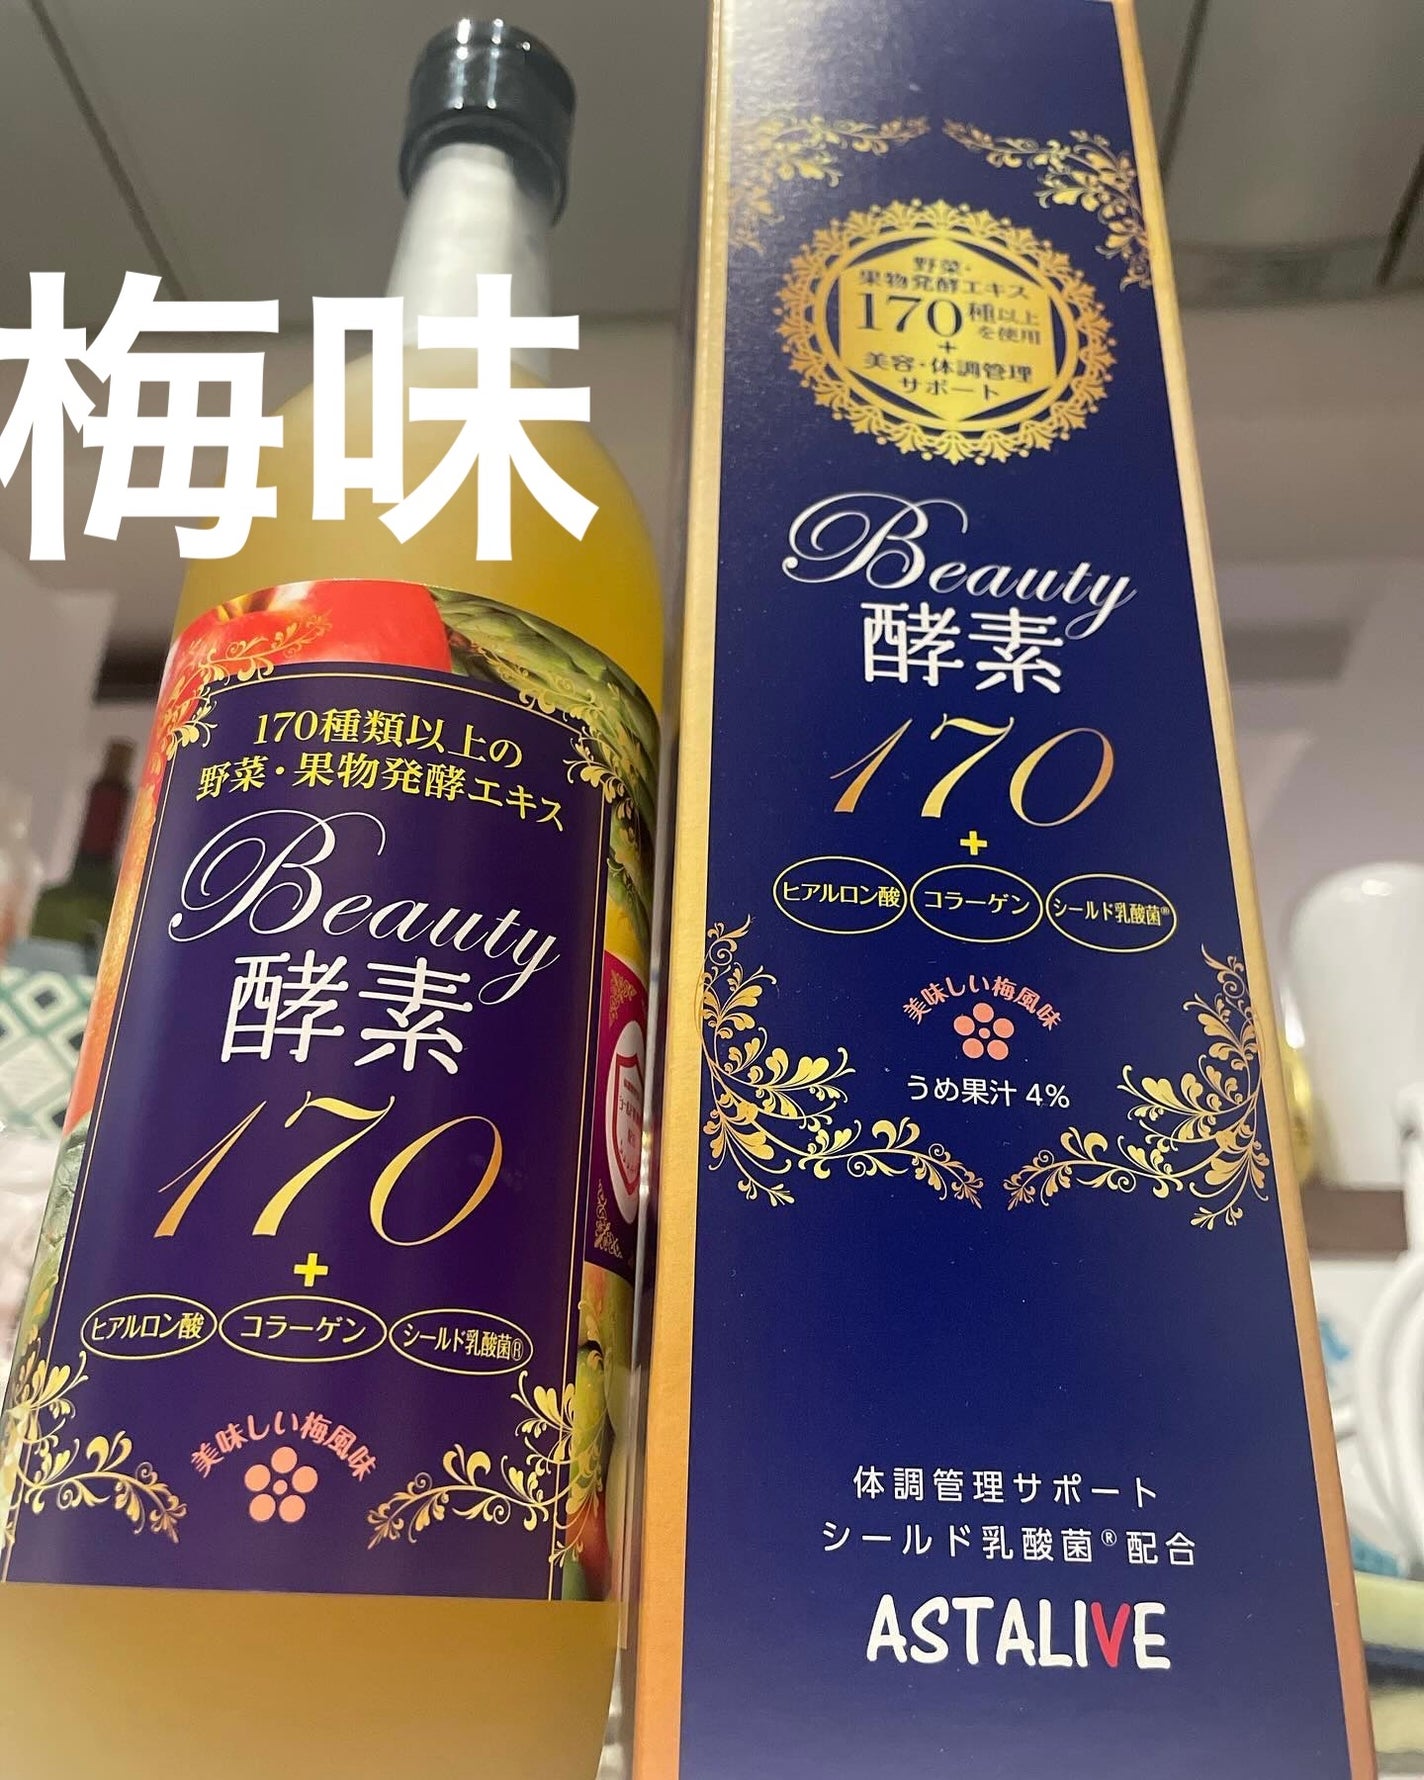 梅味
170種類以上の
野菜・果物発酵エキス
Beauty
酵素
170
+
ヒアルロン酸 コラーゲン シールド乳酸菌®
美味しい梅風味
野菜・
果物発酵エキス
170種以上
を使用
+
美容・体調管理
サポート
Beauty
酵素
170
+
ヒアルロン酸 コラーゲン シールド乳酸菌®
美味しい梅風味
うめ果汁 4%
体調管理サポート
シールド乳酸菌®配合
ASTALIVE